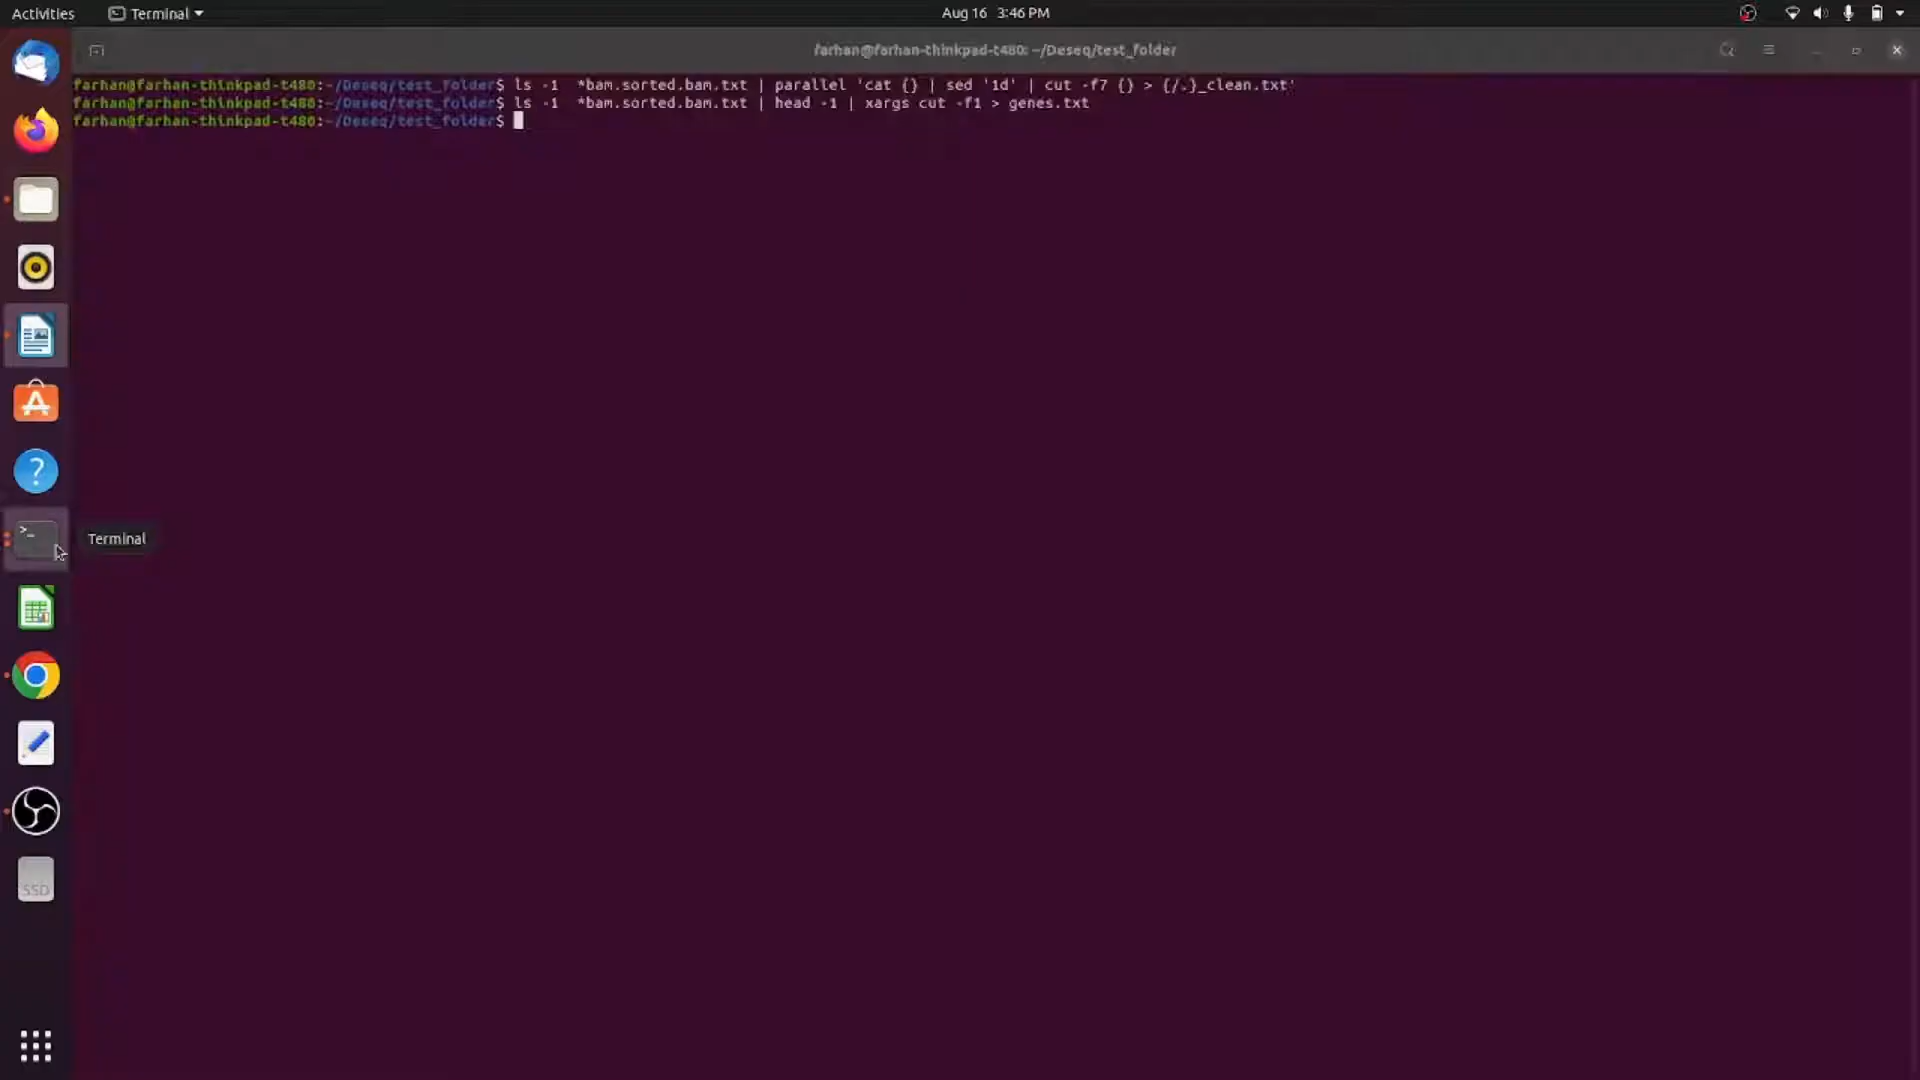 Activities Terminal Aug 16 3:46 PM
farhan@farhan-thinkpad-t480: ~/Deseq/test_folder
farhan@farhan-thinkpad-t480:~/Deseq/test_folder$ ls -1  *bam.sorted.bam.txt | parallel 'cat {} | sed '1d' | cut -f7 {} > {/.}_clean.txt'
farhan@farhan-thinkpad-t480:~/Deseq/test_folder$ ls -1  *bam.sorted.bam.txt | head -1 | xargs cut -f1 > genes.txt
farhan@farhan-thinkpad-t480:~/Deseq/test_folder$
?
>_
Terminal
SSD